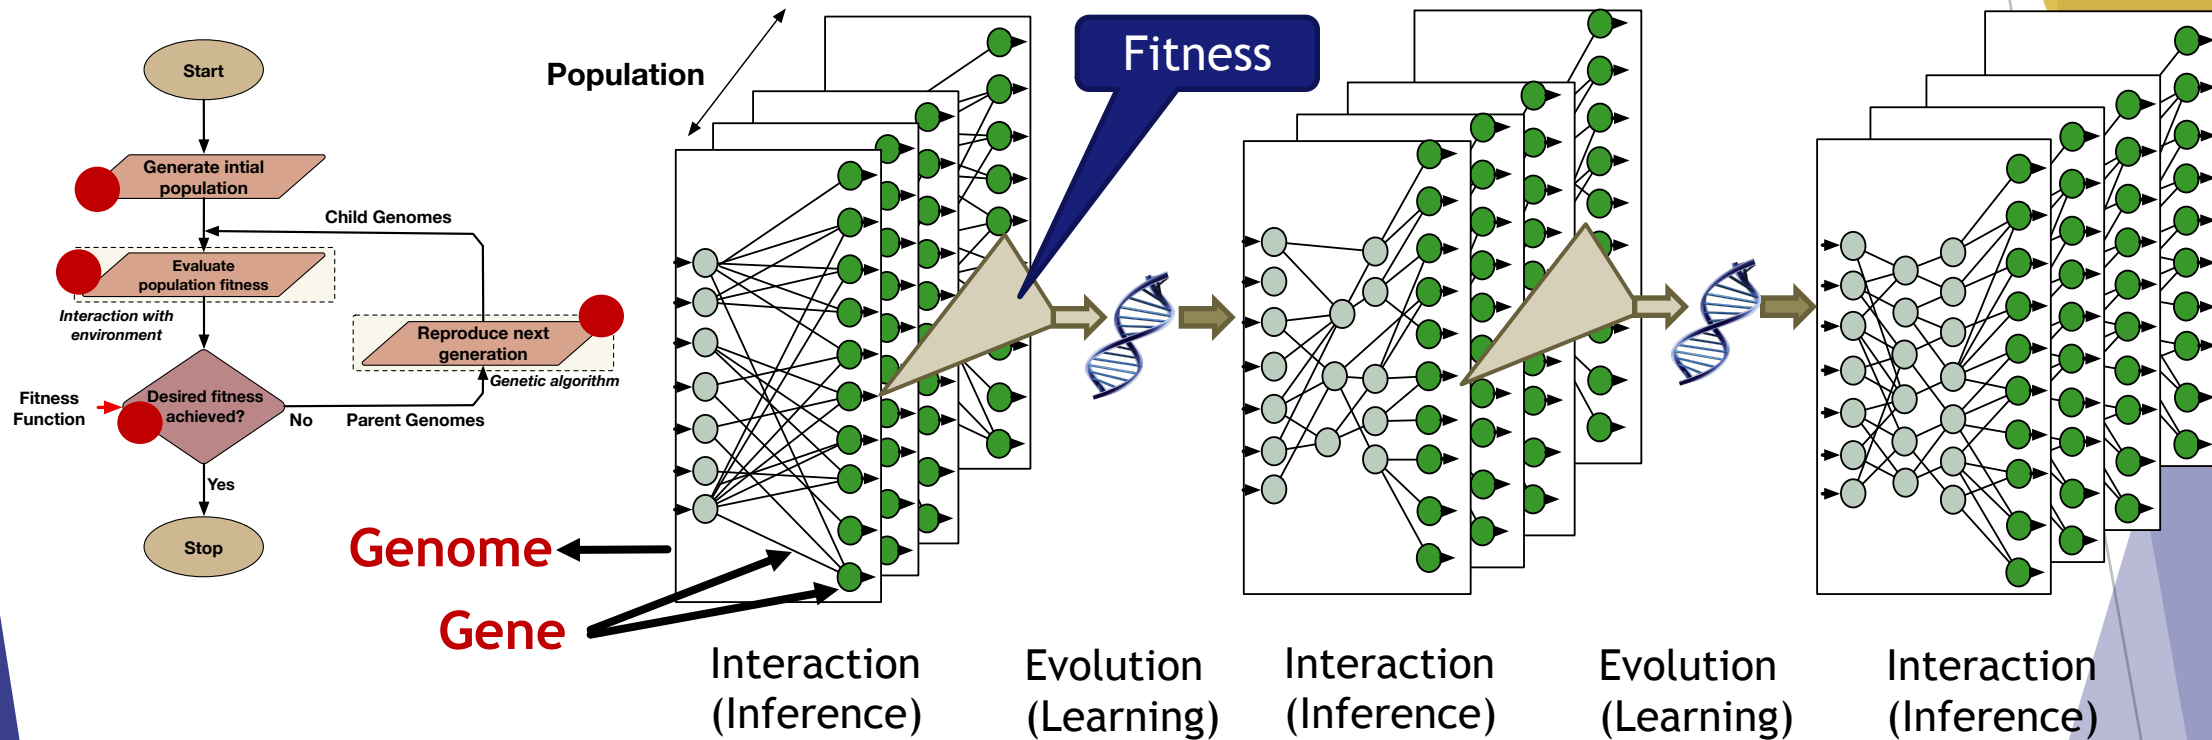 Start
Generate intial
population
Child Genomes
Evaluate
population fitness
Interaction with
environment
Reproduce next
generation
Genetic algorithm
Fitness
Function
Desired fitness
achieved?
No
Parent Genomes
Yes
Stop
Population
Fitness
Genome
Gene
Interaction
(Inference)
Evolution
(Learning)
Interaction
(Inference)
Evolution
(Learning)
Interaction
(Inference)